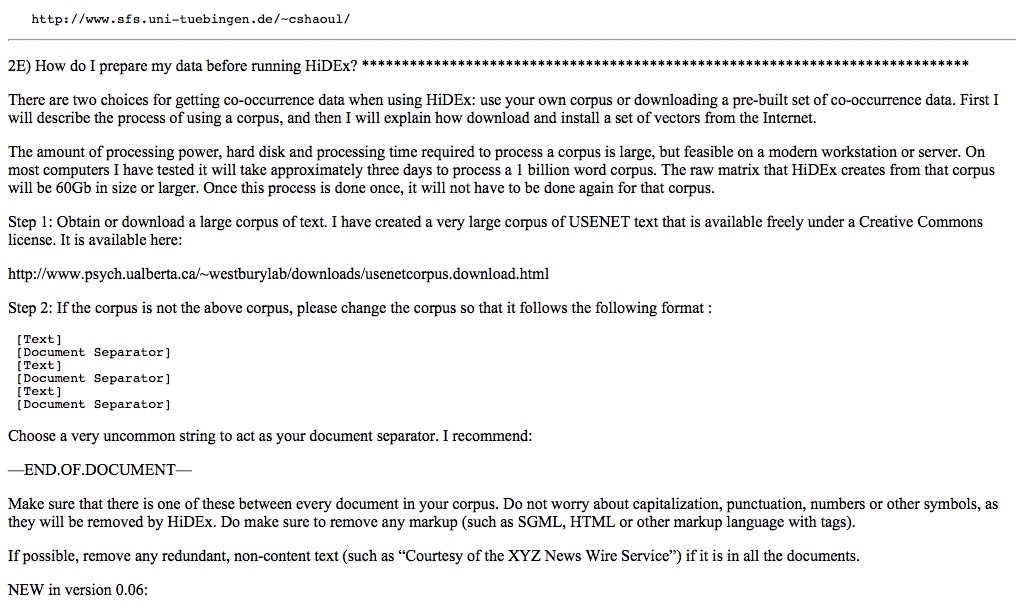 http://www.sfs.uni-tuebingen.de/~cshaoul/
2E) How do I prepare my data before running HiDEx? ****************************************************************************
There are two choices for getting co-occurrence data when using HiDEx: use your own corpus or downloading a pre-built set of co-occurrence data. First I
will describe the process of using a corpus, and then I will explain how download and install a set of vectors from the Internet.
The amount of processing power, hard disk and processing time required to process a corpus is large, but feasible on a modern workstation or server. On
most computers I have tested it will take approximately three days to process a 1 billion word corpus. The raw matrix that HiDEx creates from that corpus
will be 60Gb in size or larger. Once this process is done once, it will not have to be done again for that corpus.
Step 1: Obtain or download a large corpus of text. I have created a very large corpus of USENET text that is available freely under a Creative Commons
license. It is available here:
http://www.psych.ualberta.ca/~westburylab/downloads/usenetcorpus.download.html
Step 2: If the corpus is not the above corpus, please change the corpus so that it follows the following format :
[Text]
[Document Separator]
[Text]
[Document Separator]
[Text]
[Document Separator]
Choose a very uncommon string to act as your document separator. I recommend:
—END.OF.DOCUMENT—
Make sure that there is one of these between every document in your corpus. Do not worry about capitalization, punctuation, numbers or other symbols, as
they will be removed by HiDEx. Do make sure to remove any markup (such as SGML, HTML or other markup language with tags).
If possible, remove any redundant, non-content text (such as “Courtesy of the XYZ News Wire Service”) if it is in all the documents.
NEW in version 0.06: